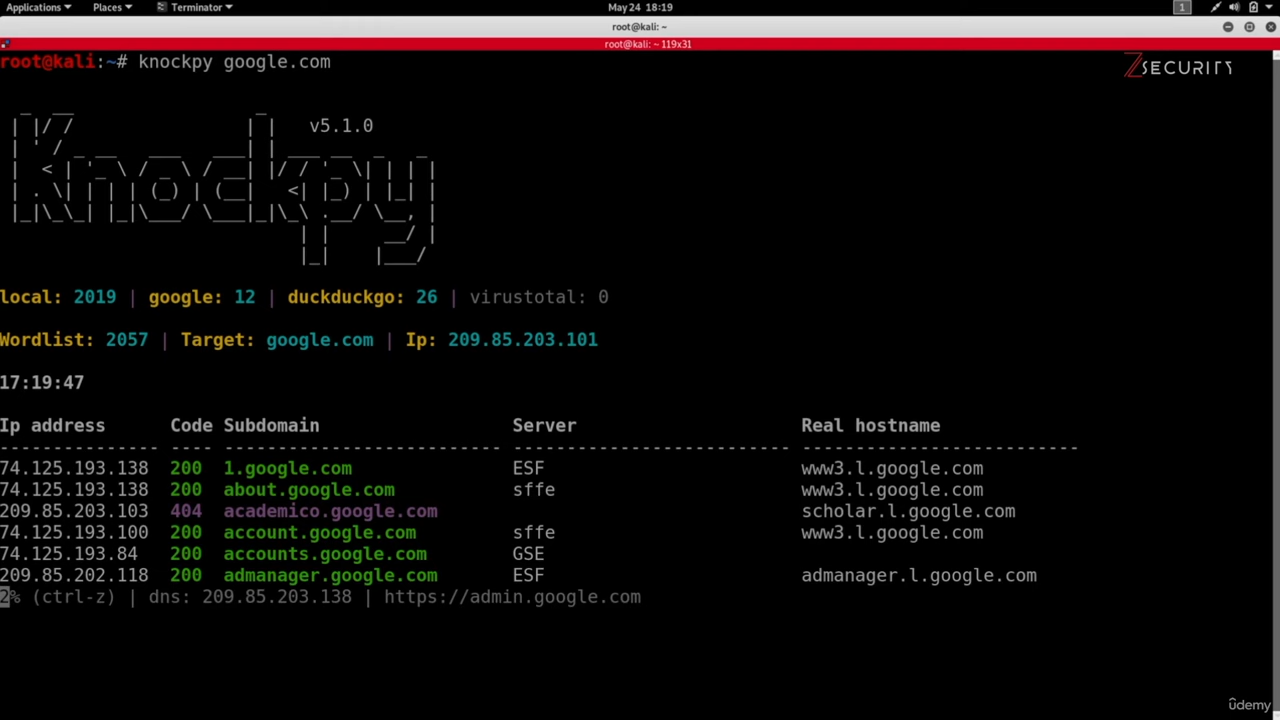 Applications Places Terminator May 24 18:19 1
root@kali: ~
root@kali: ~ 119x31
root@kali:~# knockpy google.com
ZSECURITY
Knockpy v5.1.0
local: 2019 | google: 12 | duckduckgo: 26 | virustotal: 0
Wordlist: 2057 | Target: google.com | Ip: 209.85.203.101
17:19:47
Ip address Code Subdomain Server Real hostname
74.125.193.138 200 1.google.com ESF www3.l.google.com
74.125.193.138 200 about.google.com sffe www3.l.google.com
209.85.203.103 404 academico.google.com scholar.l.google.com
74.125.193.100 200 account.google.com sffe www3.l.google.com
74.125.193.84 200 accounts.google.com GSE
209.85.202.118 200 admanager.google.com ESF admanager.l.google.com
2% (ctrl-z) | dns: 209.85.203.138 | https://admin.google.com
ûdemy